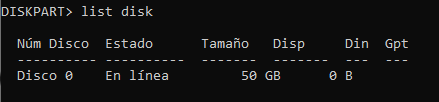 DISKPART> list disk
Núm Disco  Estado      Tamaño   Disp     Din  Gpt
---------- ----------  -------  -------  ---  ---
Disco 0    En línea       50 GB      0 B